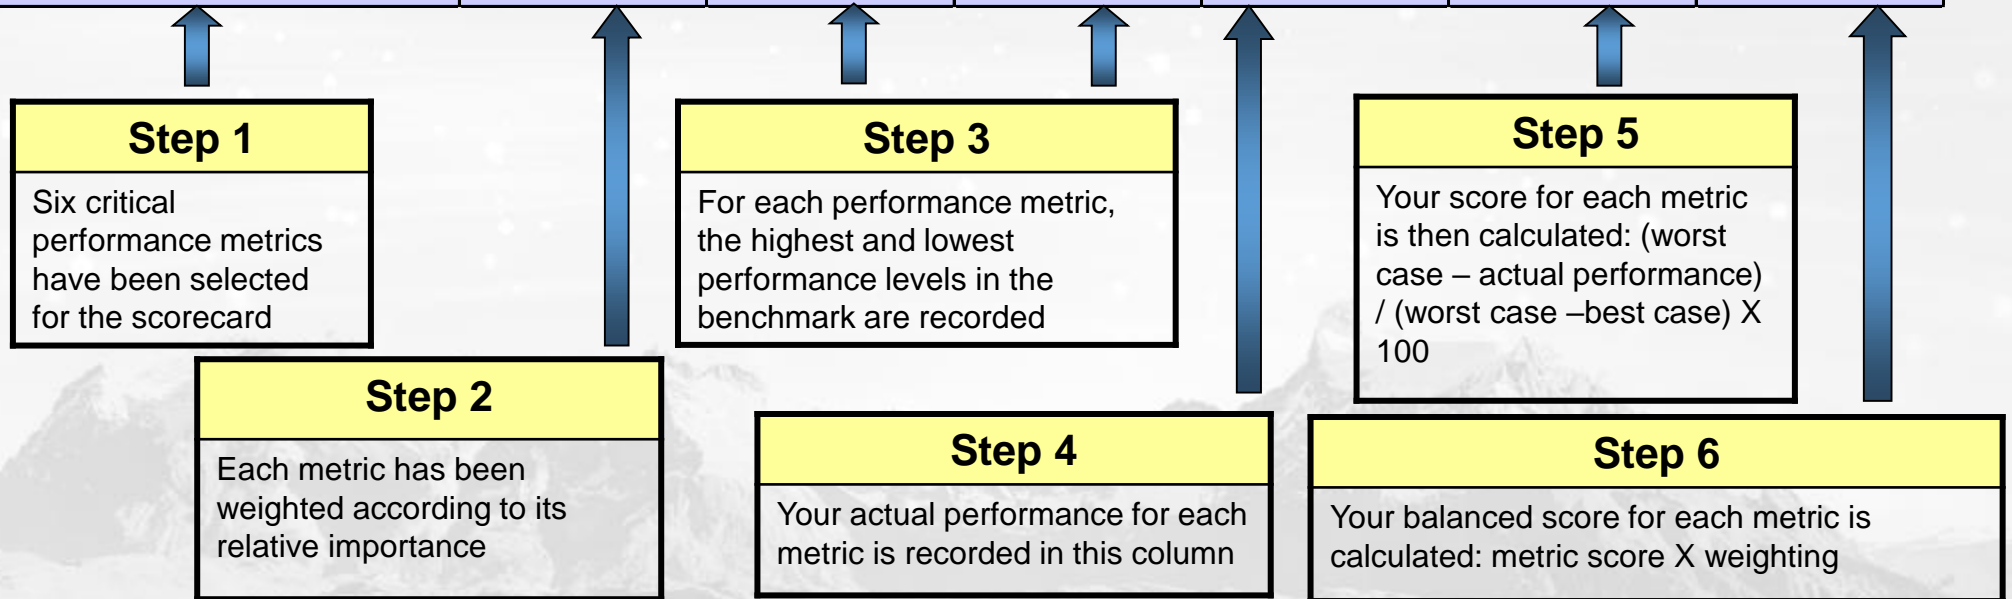 Step 1
Six critical
performance metrics
have been selected
for the scorecard
Step 2
Each metric has been
weighted according to its
relative importance
Step 3
For each performance metric,
the highest and lowest
performance levels in the
benchmark are recorded
Step 4
Your actual performance for each
metric is recorded in this column
Step 5
Your score for each metric
is then calculated: (worst
case – actual performance)
/ (worst case –best case) X
100
Step 6
Your balanced score for each metric is
calculated: metric score X weighting